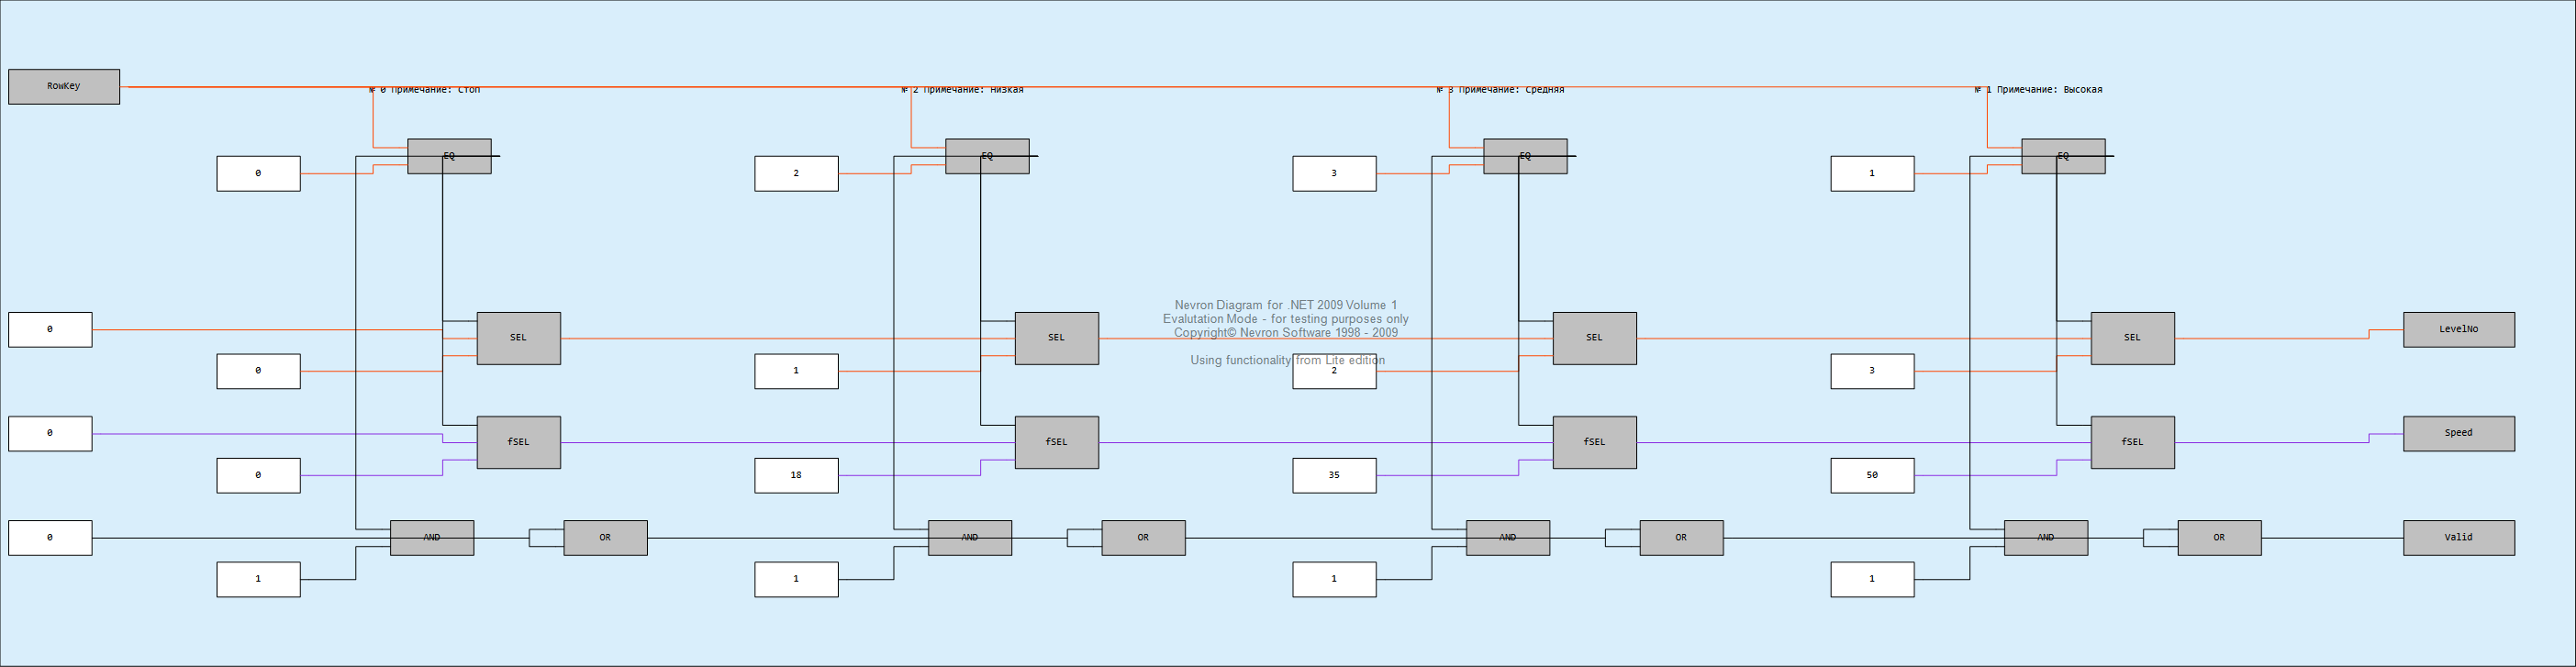 RowKey
№ 0 Примечание: Стоп
№ 2 Примечание: Низкая
№ 3 Примечание: Средняя
№ 1 Примечание: Высокая
EQ
EQ
EQ
EQ
0
2
3
1
Nevron Diagram for .NET 2009 Volume 1
Evalutation Mode - for testing purposes only
Copyright© Nevron Software 1998 - 2009
Using functionality from Lite edition
0
SEL
SEL
SEL
SEL
LevelNo
0
1
2
3
0
fSEL
fSEL
fSEL
fSEL
Speed
0
18
35
50
0
AND
OR
AND
OR
AND
OR
AND
OR
Valid
1
1
1
1